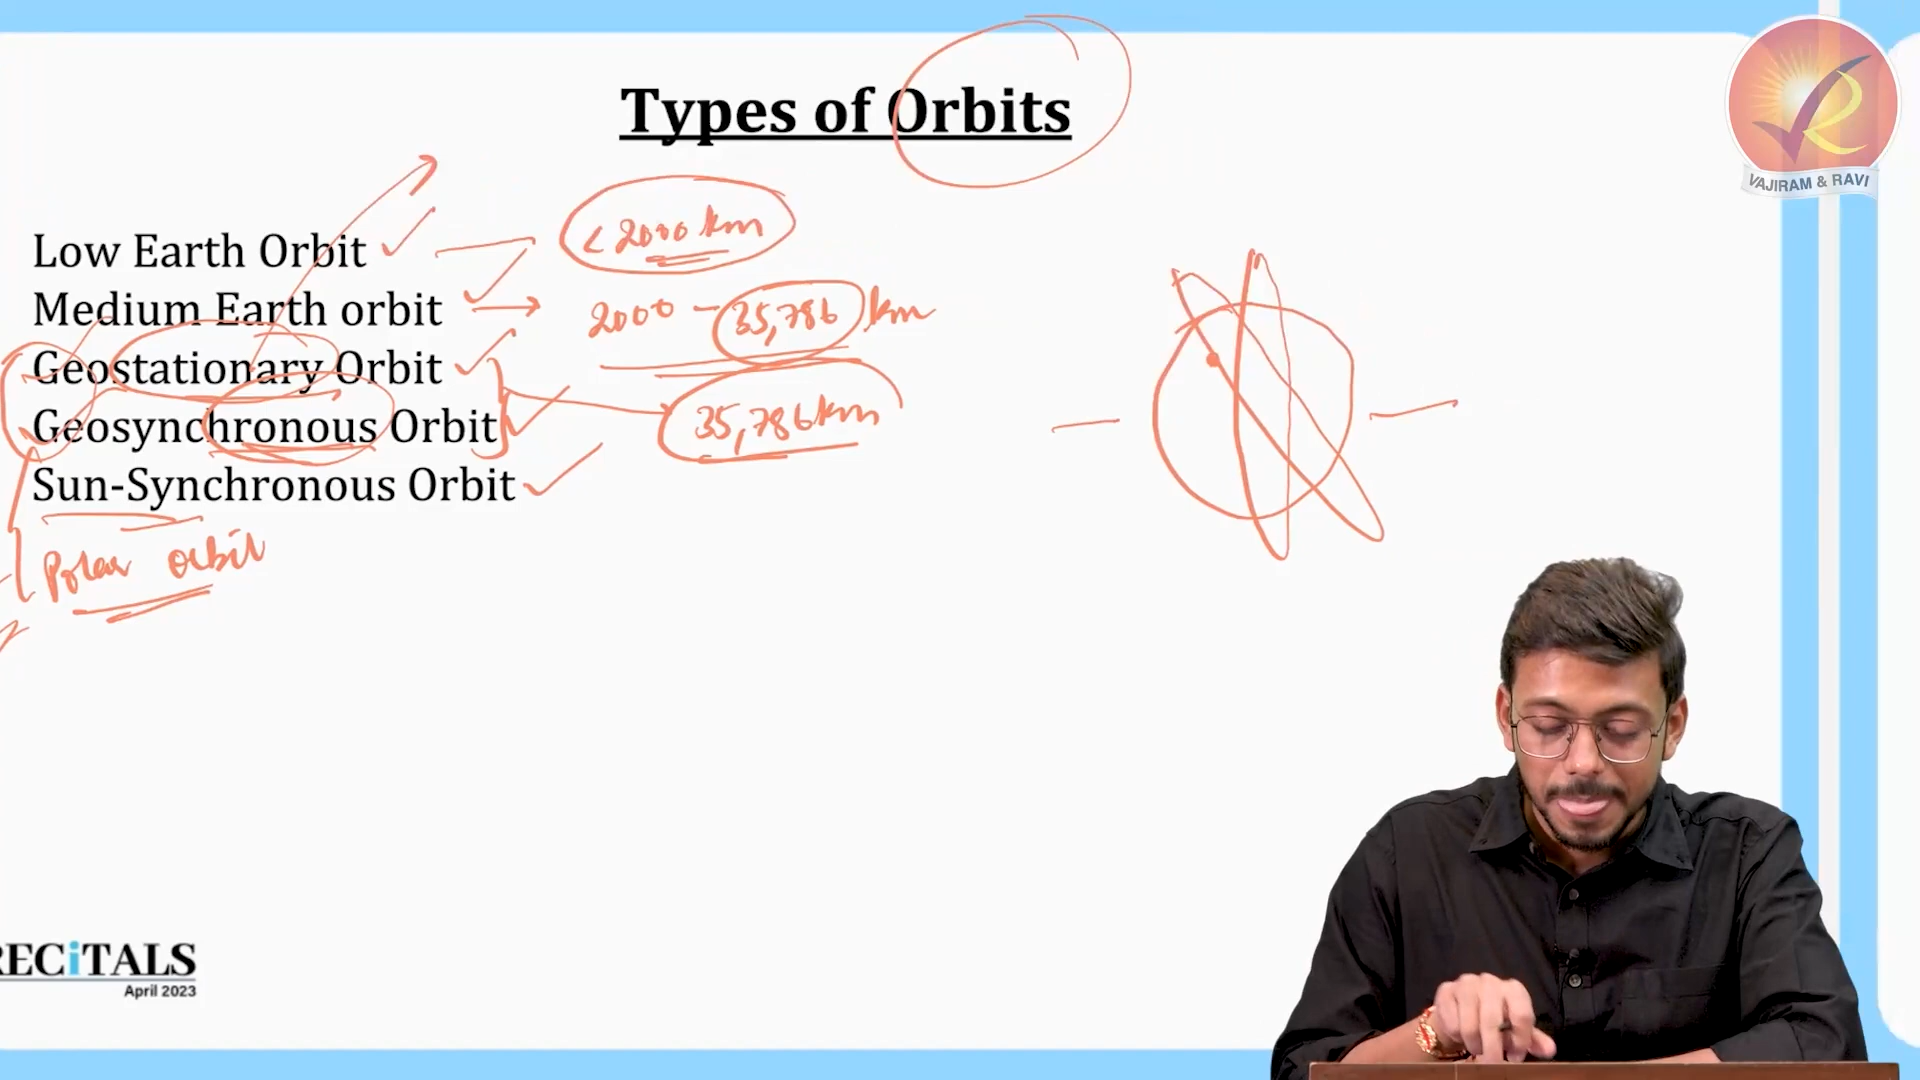 Types of Orbits
VAJIRAM & RAVI
Low Earth Orbit
< 2000 km
Medium Earth orbit
2000 - 35,786 km
Geostationary Orbit
Geosynchronous Orbit
35,786 km
Sun-Synchronous Orbit
Polar orbit
RECiTALS
April 2023